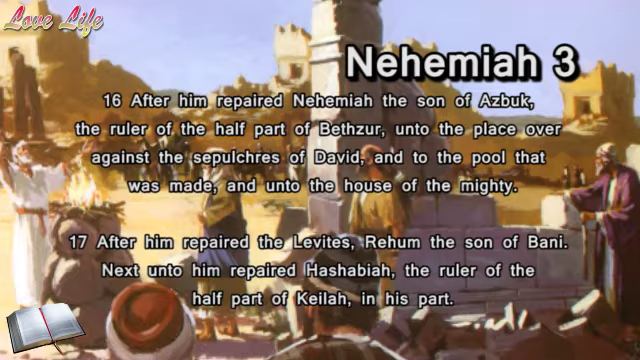 Love Life
Nehemiah 3
16 After him repaired Nehemiah the son of Azbuk,
the ruler of the half part of Bethzur, unto the place over
against the sepulchres of David, and to the pool that
was made, and unto the house of the mighty.
17 After him repaired the Levites, Rehum the son of Bani.
Next unto him repaired Hashabiah, the ruler of the
half part of Keilah, in his part.